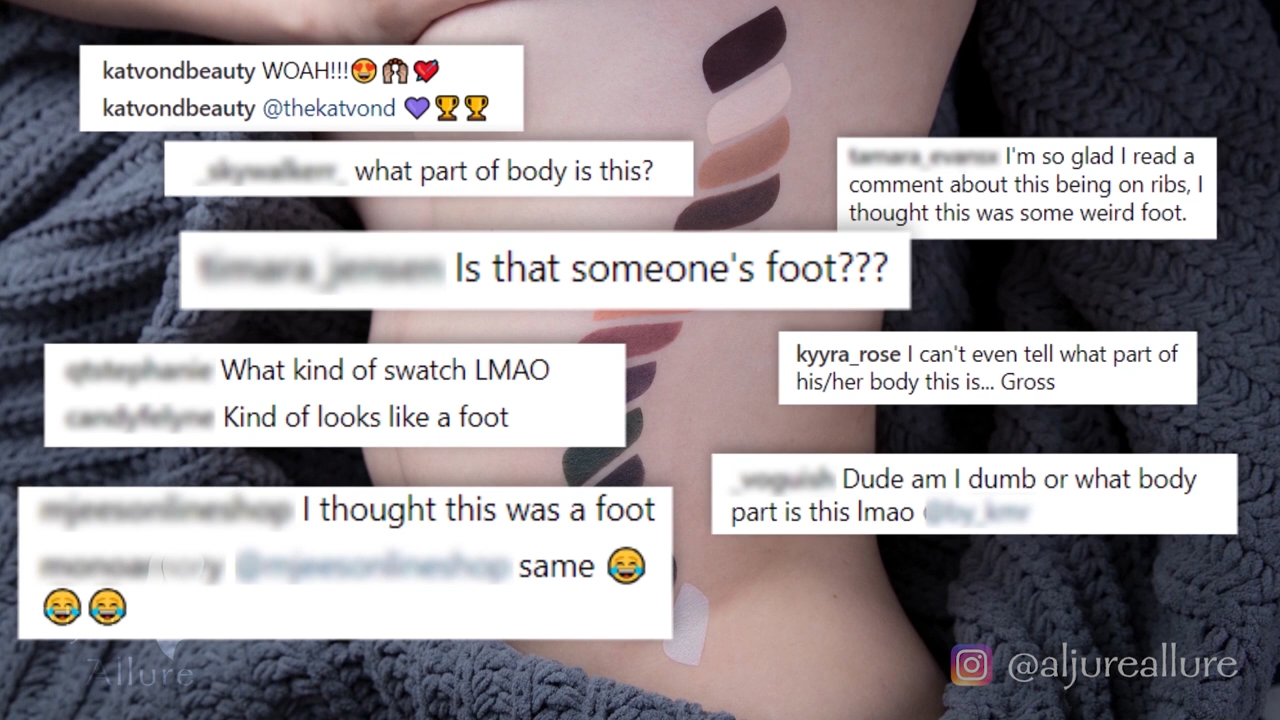 katvondbeauty WOAH!!!😍🙌❤️
katvondbeauty @thekatvond 💜🏆🏆
what part of body is this?
I'm so glad I read a
comment about this being on ribs, I
thought this was some weird foot.
Is that someone's foot???
What kind of swatch LMAO
Kind of looks like a foot
kyyra_rose I can't even tell what part of
his/her body this is... Gross
Dude am I dumb or what body
part is this lmao
I thought this was a foot
same 😂
😂😂
Allure
@aljureallure